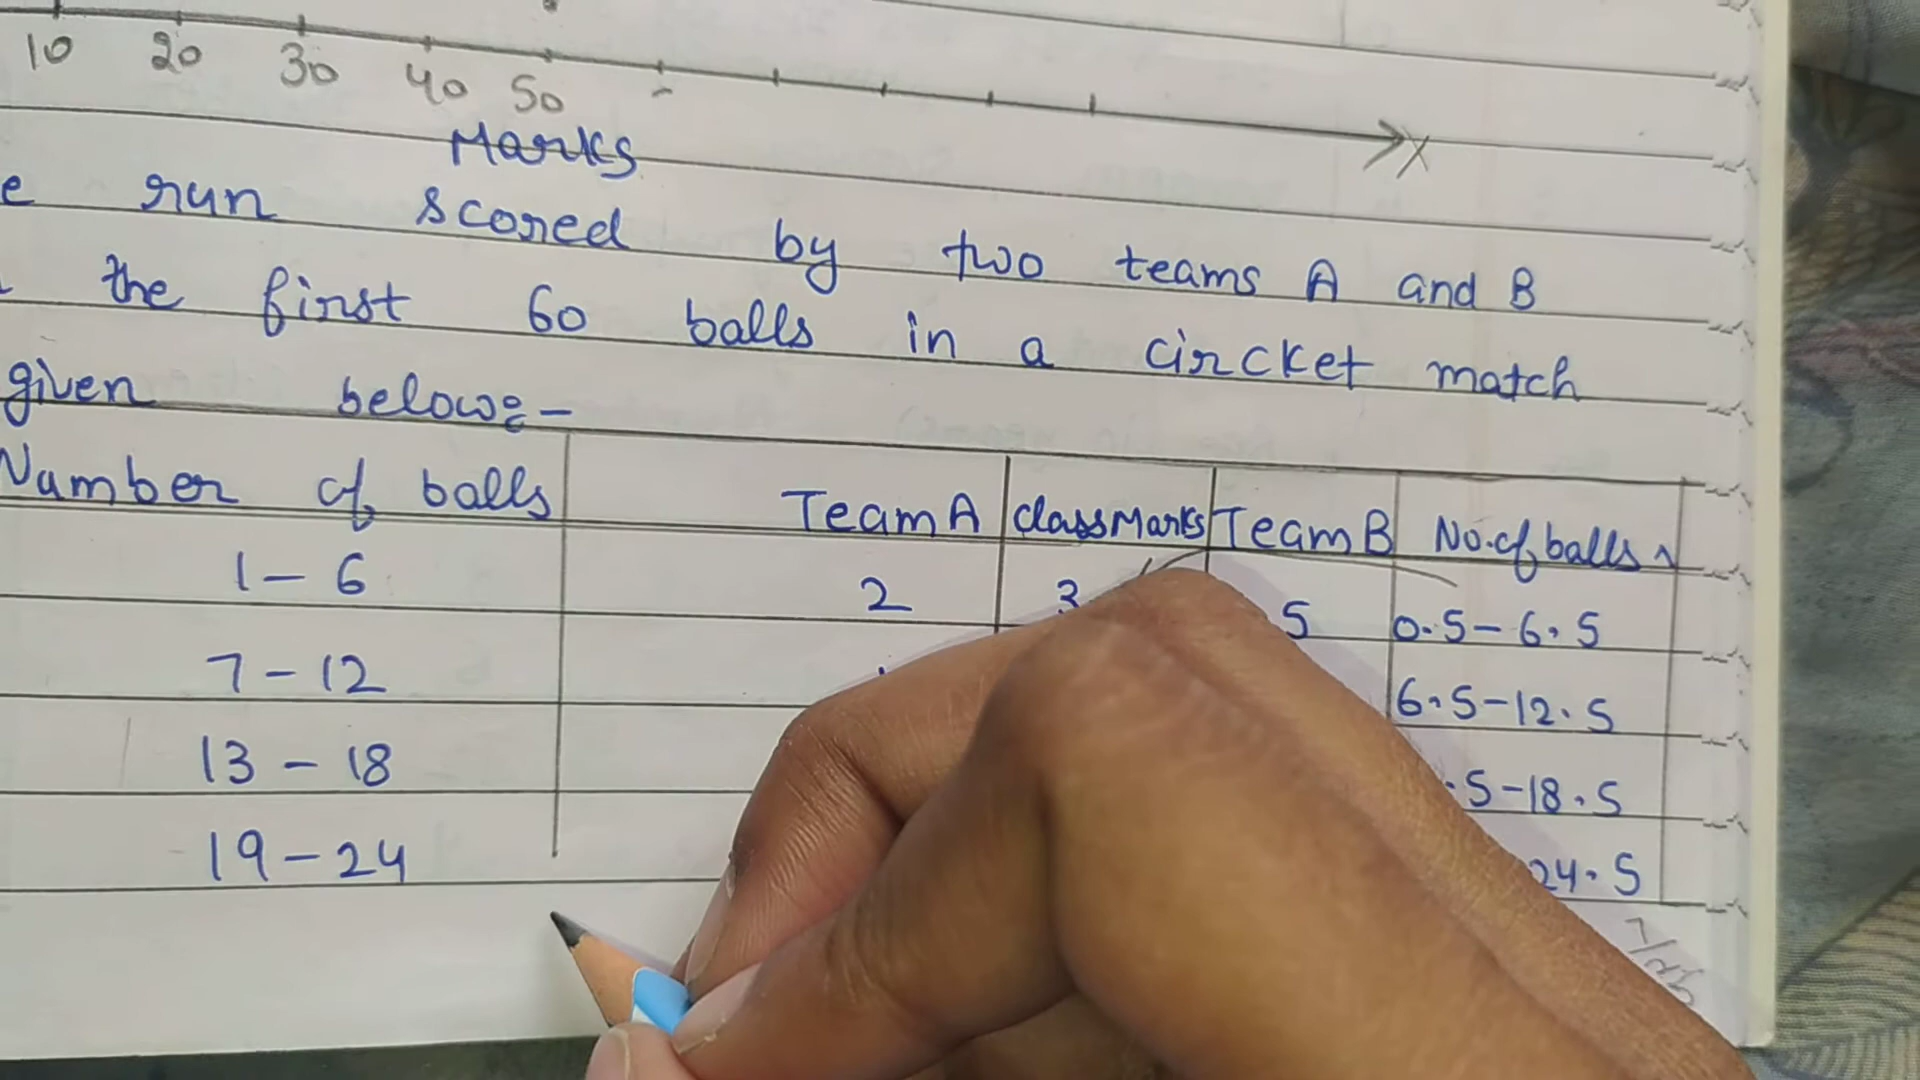 10 20 30 40 50
X
Marks
e run scored by two teams A and B
the first 60 balls in a circket match
given below:-
Number of balls Team A class Marks Team B No. of balls
1 – 6 2 3 5 0.5 – 6.5
7 – 12 6.5 – 12.5
13 – 18 .5 – 18.5
19 – 24 24.5